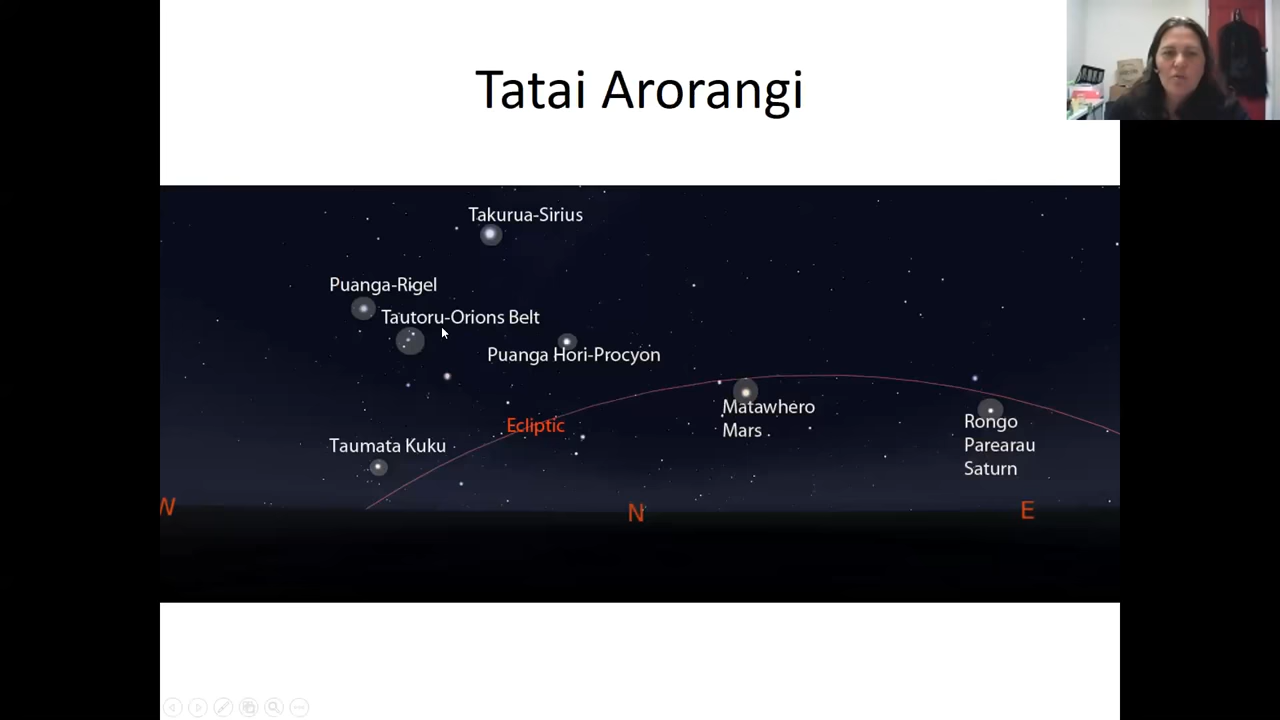 Tatai Arorangi
Takurua-Sirius
Puanga-Rigel
Tautoru-Orions Belt
Puanga Hori-Procyon
Matawhero
Mars
Rongo
Parearau
Saturn
Ecliptic
Taumata Kuku
W
N
E